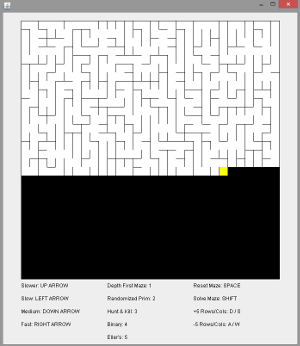 Slower: UP ARROW
Depth First Maze: 1
Reset Maze: SPACE
Slow: LEFT ARROW
Randomized Prim: 2
Solve Maze: SHIFT
Medium: DOWN ARROW
Hunt & Kill: 3
+5 Rows/Cols: D / S
Fast: RIGHT ARROW
Binary: 4
-5 Rows/Cols: A / W
Eller's: 5